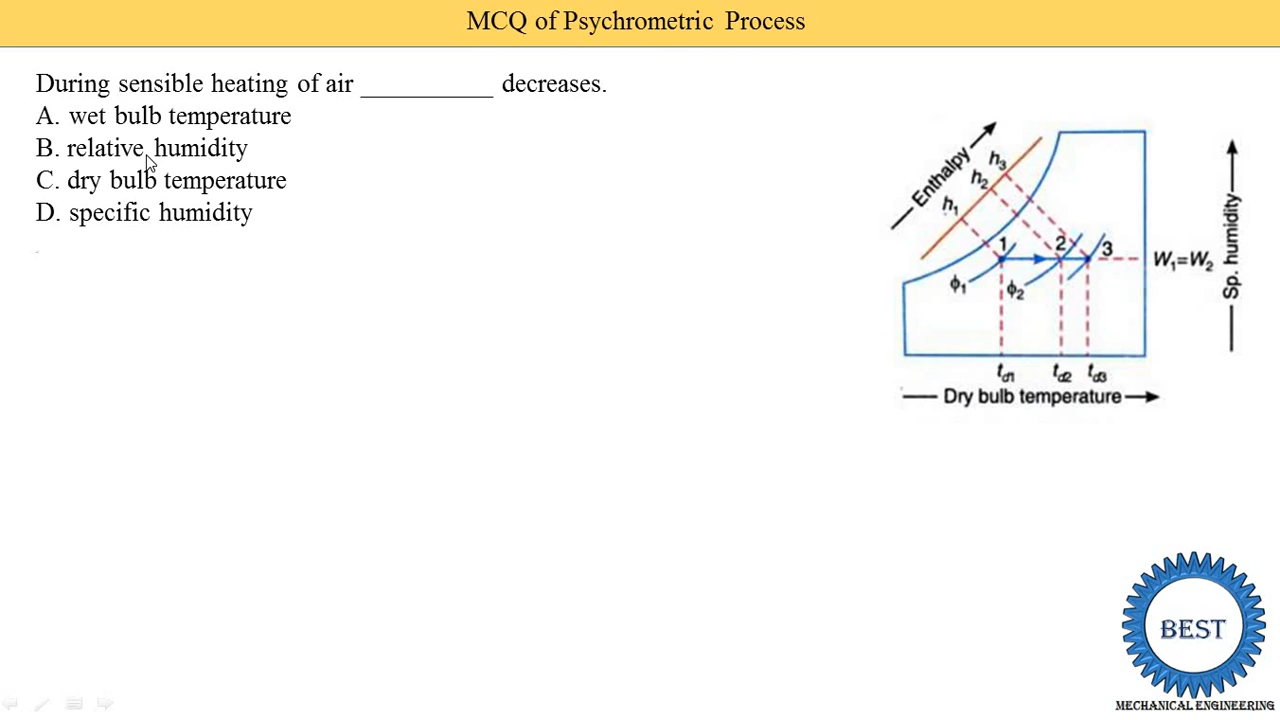 MCQ of Psychrometric Process
During sensible heating of air __________ decreases.
A. wet bulb temperature
B. relative humidity
C. dry bulb temperature
D. specific humidity
Enthalpy
h1
h2
h3
1
2
3
ϕ1
ϕ2
W1=W2
Sp. humidity
td1
td2
td3
Dry bulb temperature
BEST
MECHANICAL ENGINEERING